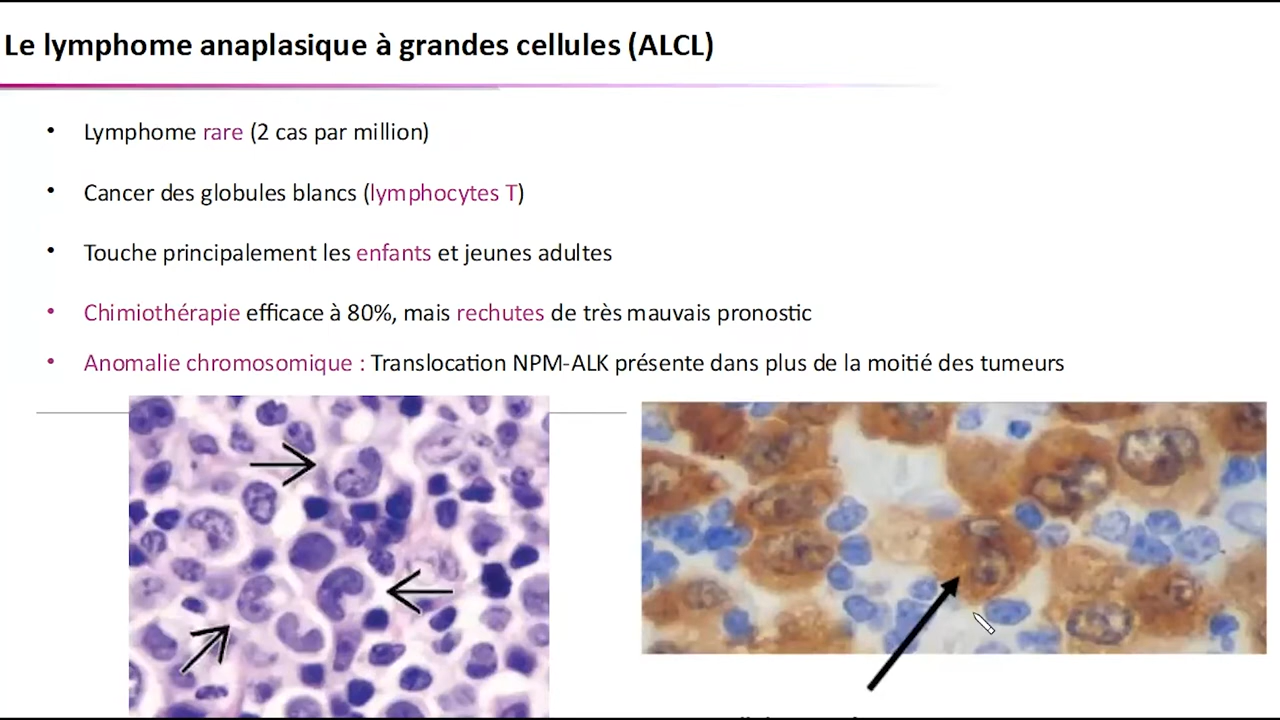 Le lymphome anaplasique à grandes cellules (ALCL)
• Lymphome rare (2 cas par million)
• Cancer des globules blancs (lymphocytes T)
• Touche principalement les enfants et jeunes adultes
• Chimiothérapie efficace à 80%, mais rechutes de très mauvais pronostic
• Anomalie chromosomique : Translocation NPM-ALK présente dans plus de la moitié des tumeurs